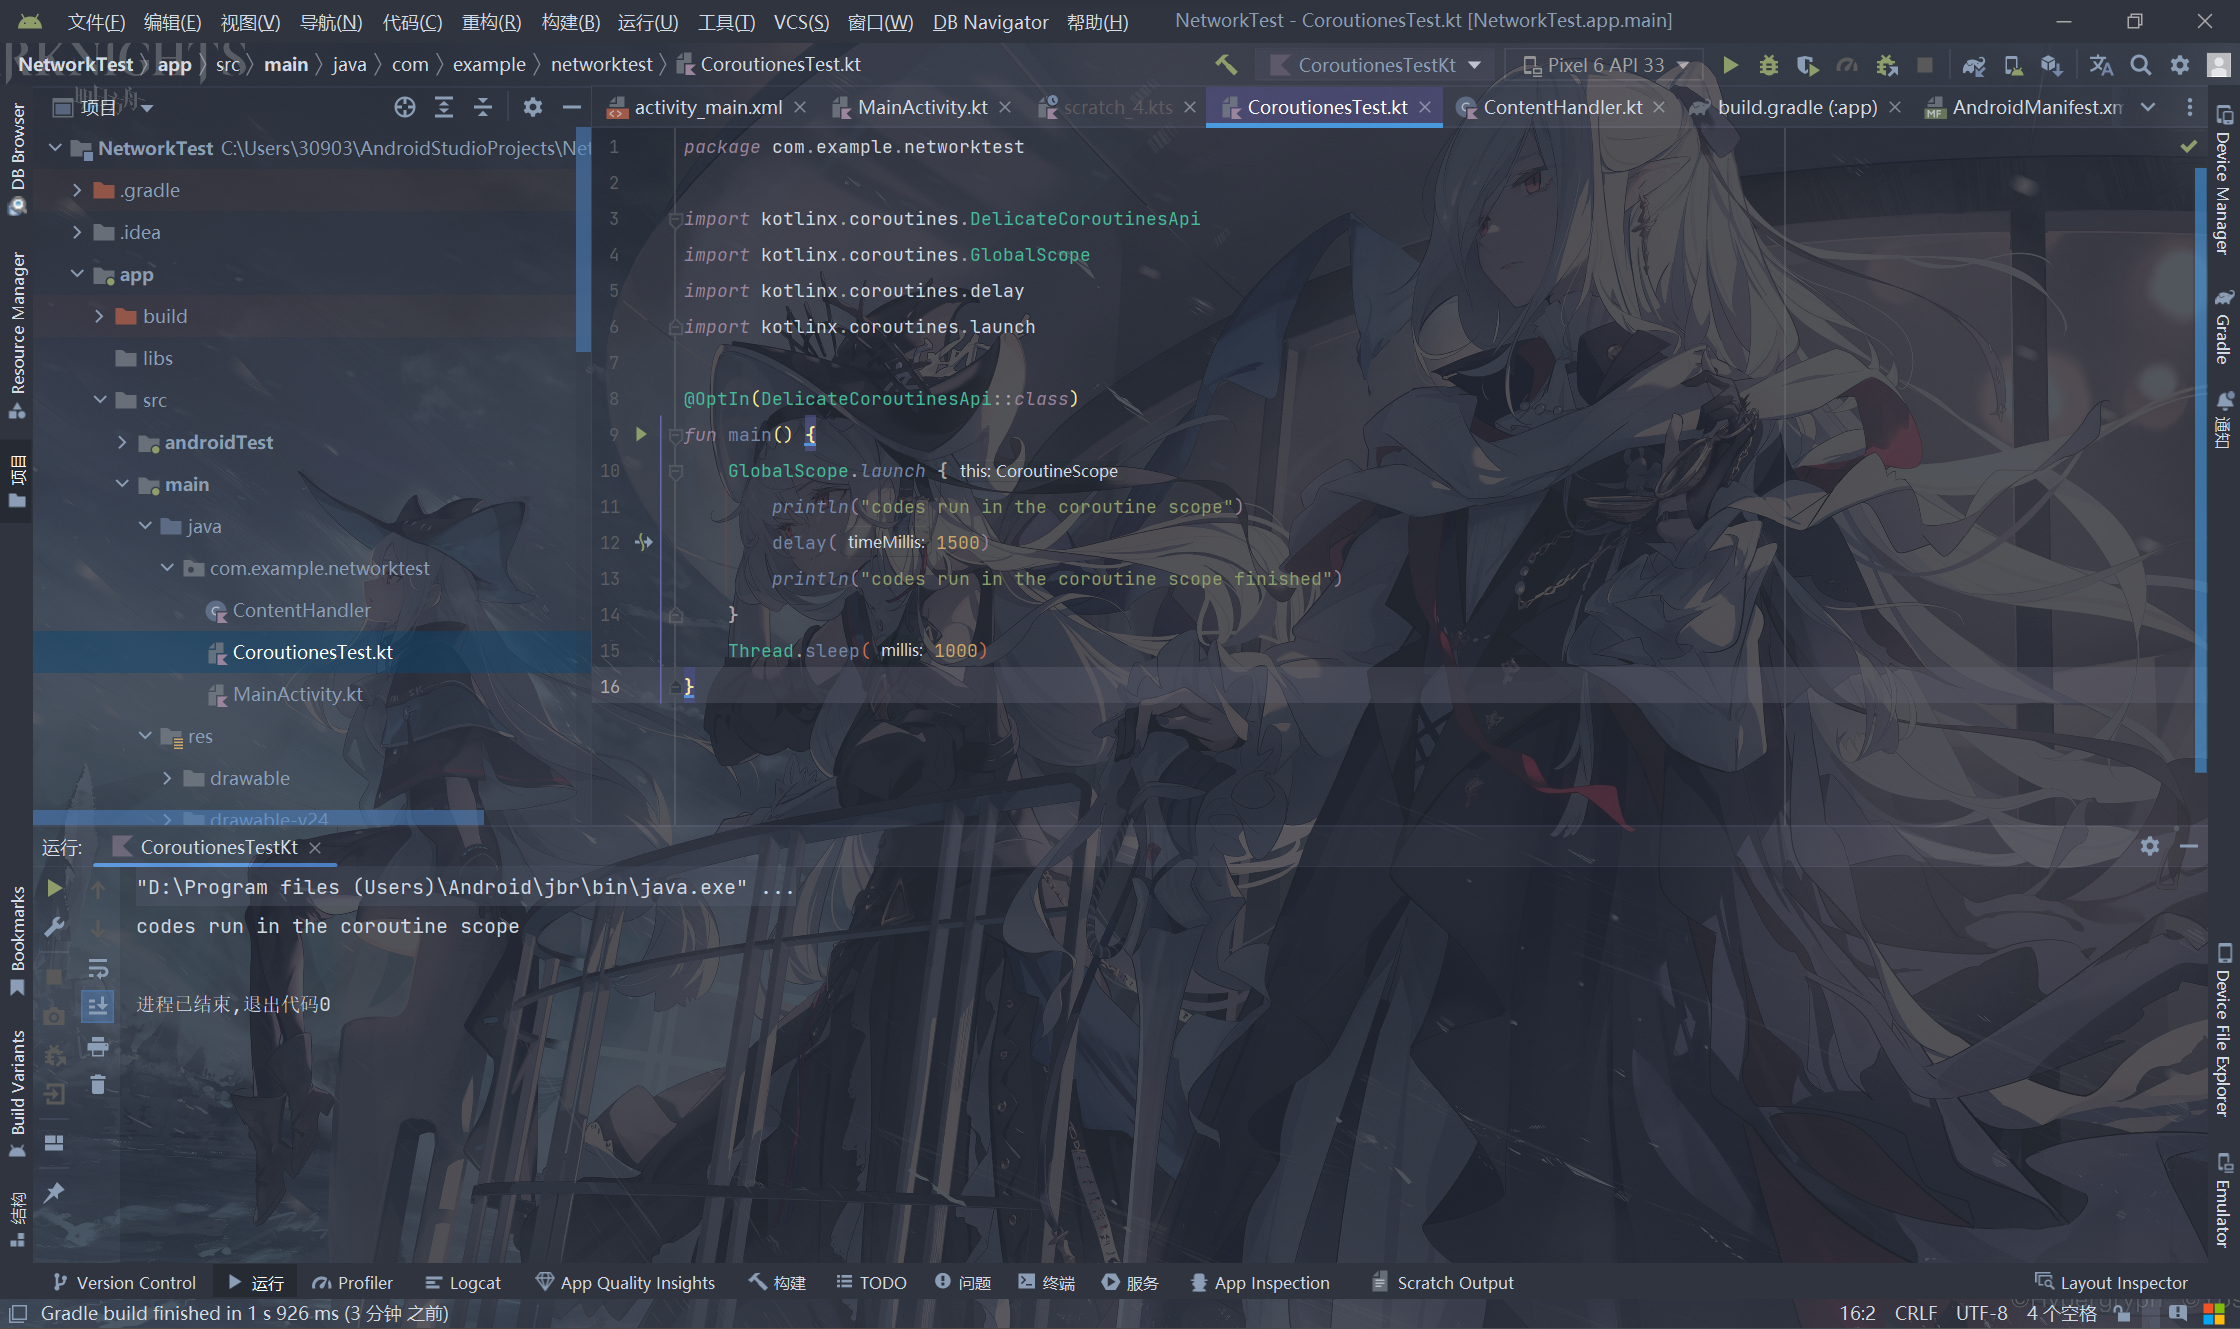 文件(F) 编辑(E) 视图(V) 导航(N) 代码(C) 重构(R) 构建(B) 运行(U) 工具(T) VCS(S) 窗口(W) DB Navigator 帮助(H) NetworkTest - CoroutionesTest.kt [NetworkTest.app.main]
NetworkTest app src main java com example networktest CoroutionesTest.kt CoroutionesTestKt Pixel 6 API 33
项目 activity_main.xml MainActivity.kt scratch_4.kts CoroutionesTest.kt ContentHandler.kt build.gradle (:app) AndroidManifest.xm
DB Browser
Resource Manager
项目
Bookmarks
Build Variants
结构
NetworkTest C:\Users\30903\AndroidStudioProjects\Net
.gradle
.idea
app
build
libs
src
androidTest
main
java
com.example.networktest
ContentHandler
CoroutionesTest.kt
MainActivity.kt
res
drawable
drawable-v24
1 package com.example.networktest
2
3 import kotlinx.coroutines.DelicateCoroutinesApi
4 import kotlinx.coroutines.GlobalScope
5 import kotlinx.coroutines.delay
6 import kotlinx.coroutines.launch
7
8 @OptIn(DelicateCoroutinesApi::class)
9 fun main() {
10 GlobalScope.launch { this: CoroutineScope
11 println("codes run in the coroutine scope")
12 delay( timeMillis: 1500)
13 println("codes run in the coroutine scope finished")
14 }
15 Thread.sleep( millis: 1000)
16 }
Device Manager
Gradle
通知
Device File Explorer
Emulator
运行: CoroutionesTestKt
"D:\Program files (Users)\Android\jbr\bin\java.exe" ...
codes run in the coroutine scope
进程已结束,退出代码0
Version Control 运行 Profiler Logcat App Quality Insights 构建 TODO 问题 终端 服务 App Inspection Scratch Output Layout Inspector
Gradle build finished in 1 s 926 ms (3 分钟 之前) 16:2 CRLF UTF-8 4 个空格